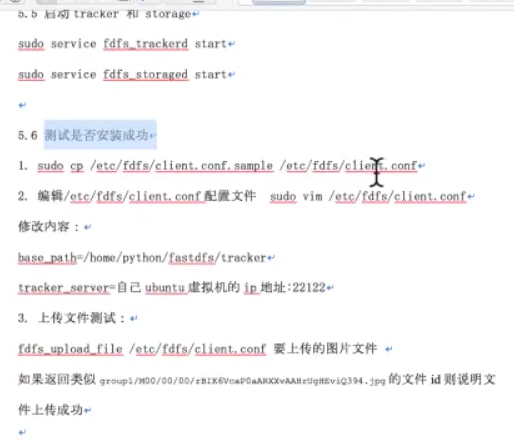 5.5 启动 tracker 和 storage
sudo service fdfs_trackerd start
sudo service fdfs_storaged start
5.6 测试是否安装成功
1. sudo cp /etc/fdfs/client.conf.sample /etc/fdfs/client.conf
2. 编辑/etc/fdfs/client.conf配置文件 sudo vim /etc/fdfs/client.conf
修改内容：
base_path=/home/python/fastdfs/tracker
tracker_server=自己 ubuntu 虚拟机的 ip 地址:22122
3. 上传文件测试：
fdfs_upload_file /etc/fdfs/client.conf 要上传的图片文件
如果返回类似 group1/M00/00/00/rBIK6VcaP0aARXXvAAHrUgHEviQ394.jpg 的文件 id 则说明文
件上传成功